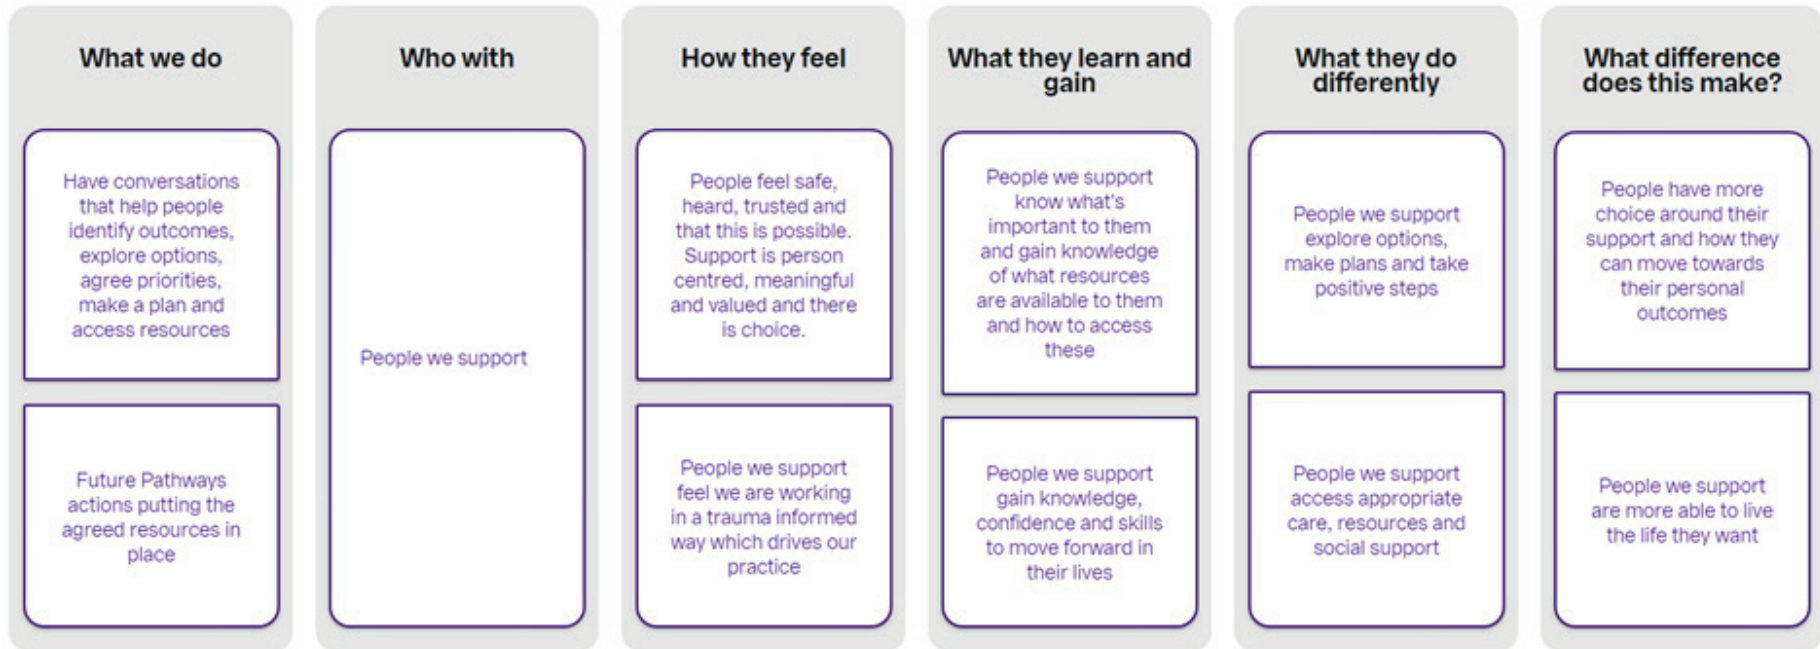 What we do
Have conversations
that help people
identify outcomes,
explore options,
agree priorities,
make a plan and
access resources
Future Pathways
actions putting the
agreed resources in
place
Who with
People we support
How they feel
People feel safe,
heard, trusted and
that this is possible.
Support is person
centred, meaningful
and valued and there
is choice.
People we support
feel we are working
in a trauma informed
way which drives our
practice
What they learn and
gain
People we support
know what's
important to them
and gain knowledge
of what resources
are available to them
and how to access
these
People we support
gain knowledge,
confidence and skills
to move forward in
their lives
What they do
differently
People we support
explore options,
make plans and take
positive steps
People we support
access appropriate
care, resources and
social support
What difference
does this make?
People have more
choice around their
support and how they
can move towards
their personal
outcomes
People we support
are more able to live
the life they want